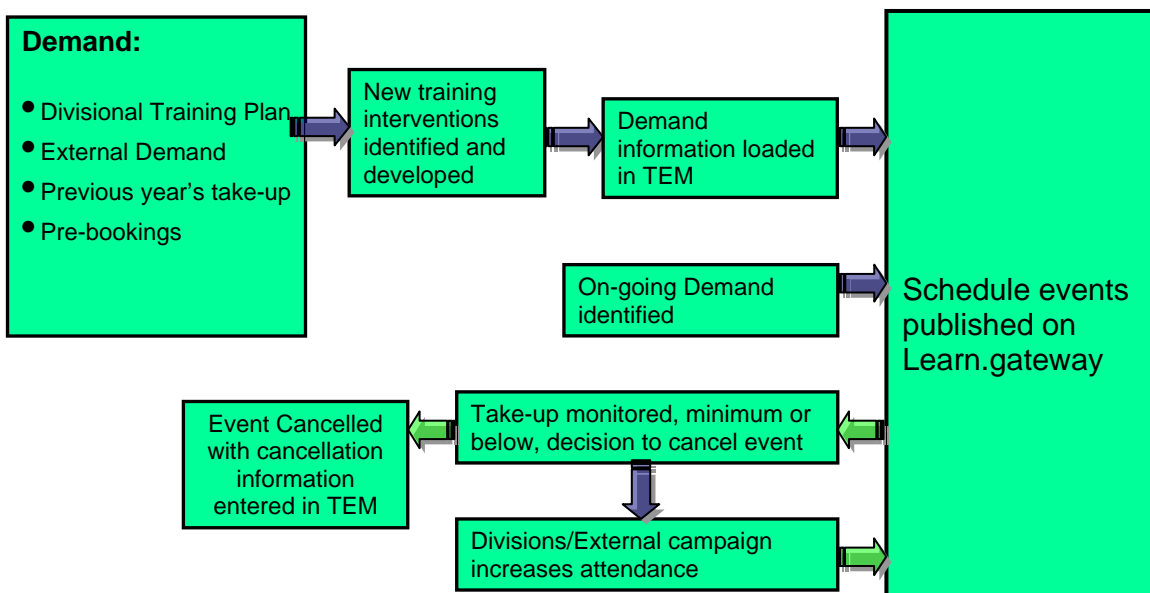 Demand:
• Divisional Training Plan
• External Demand
• Previous year's take-up
• Pre-bookings
New training
interventions
identified and
developed
Demand
information loaded
in TEM
On-going Demand
identified
Schedule events
published on
Learn.gateway
Take-up monitored, minimum or
below, decision to cancel event
Event Cancelled
with cancellation
information
entered in TEM
Divisions/External campaign
increases attendance